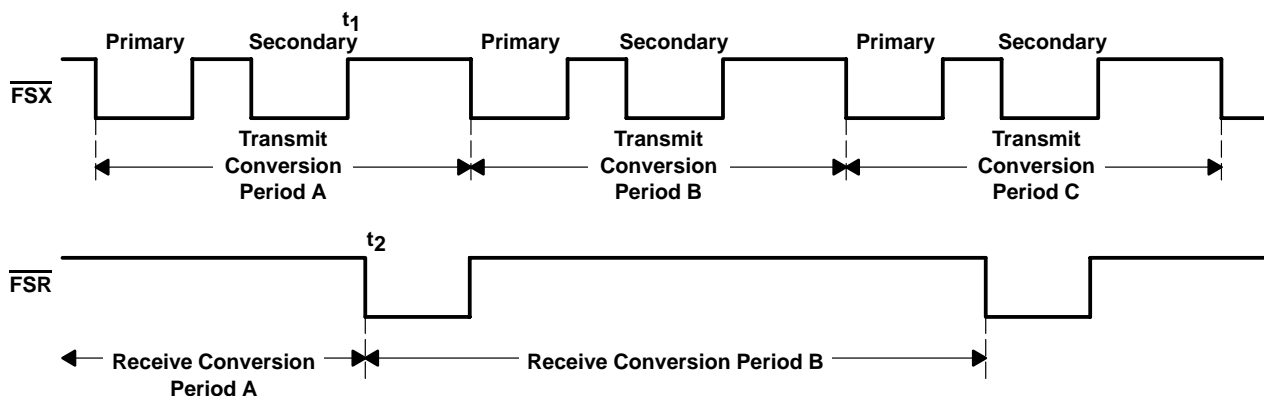 t1
Primary Secondary Primary Secondary Primary Secondary
FSX
Transmit Conversion Period A
Transmit Conversion Period B
Transmit Conversion Period C
t2
FSR
Receive Conversion Period A
Receive Conversion Period B